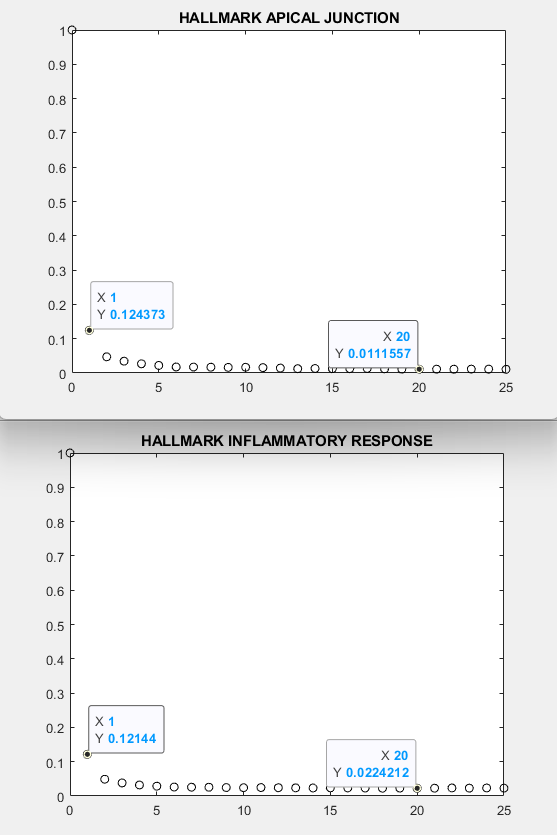 HALLMARK APICAL JUNCTION
1
0.9
0.8
0.7
0.6
0.5
0.4
0.3
0.2
0.1
0
X 1
Y 0.124373
X 20
Y 0.0111557
0 5 10 15 20 25
HALLMARK INFLAMMATORY RESPONSE
1
0.9
0.8
0.7
0.6
0.5
0.4
0.3
0.2
0.1
0
X 1
Y 0.12144
X 20
Y 0.0224212
0 5 10 15 20 25